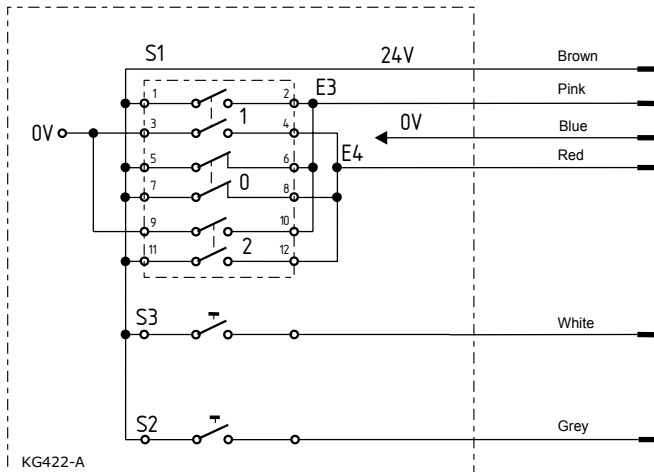 S1
24V
Brown
1
2
E3
Pink
1
0V
3
4
0V
Blue
E4
Red
5
6
0
7
8
9
10
2
11
12
S3
White
S2
Grey
KG422-A